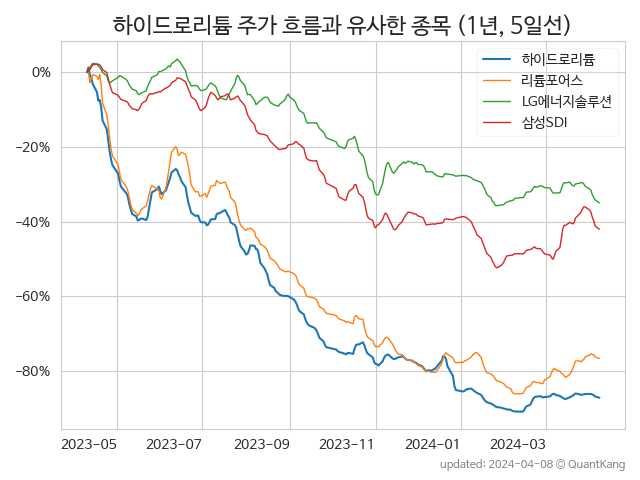 하이드로리튬 주가 흐름과 유사한 종목 (1년, 5일선)
하이드로리튬
리튬포어스
LG에너지솔루션
삼성SDI
0%
−20%
−40%
−60%
−80%
2023-05 2023-07 2023-09 2023-11 2024-01 2024-03
updated: 2024-04-08 © QuantKang